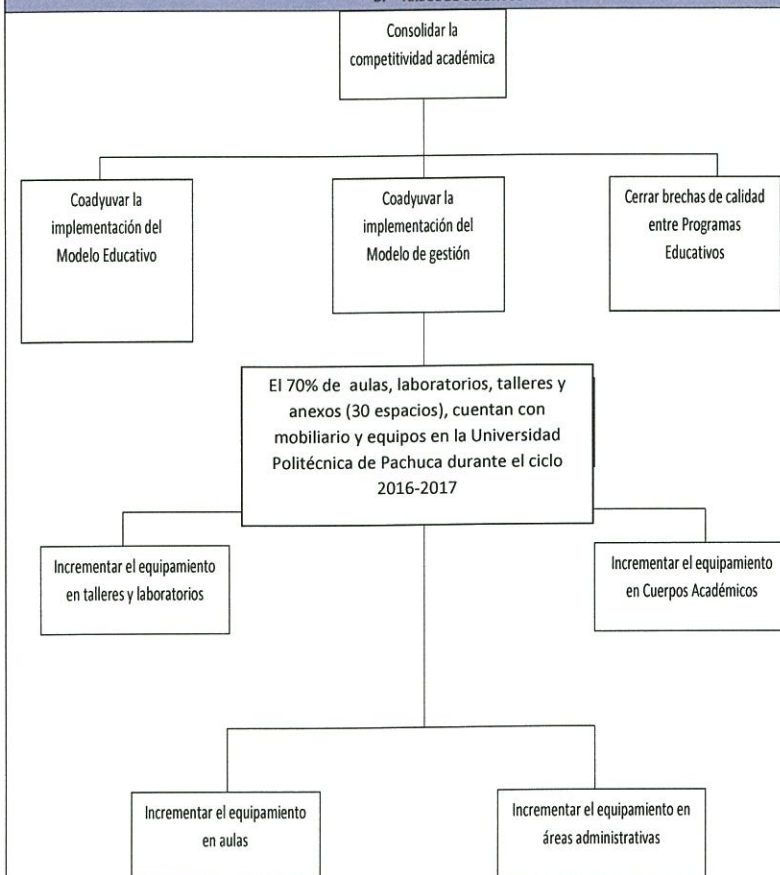 Consolidar la
competitividad académica
Coadyuvar la
implementación del
Modelo Educativo
Coadyuvar la
implementación del
Modelo de gestión
Cerrar brechas de calidad
entre Programas
Educativos
El 70% de aulas, laboratorios, talleres y
anexos (30 espacios), cuentan con
mobiliario y equipos en la Universidad
Politécnica de Pachuca durante el ciclo
2016-2017
Incrementar el equipamiento
en talleres y laboratorios
Incrementar el equipamiento
en Cuerpos Académicos
Incrementar el equipamiento
en aulas
Incrementar el equipamiento en
áreas administrativas